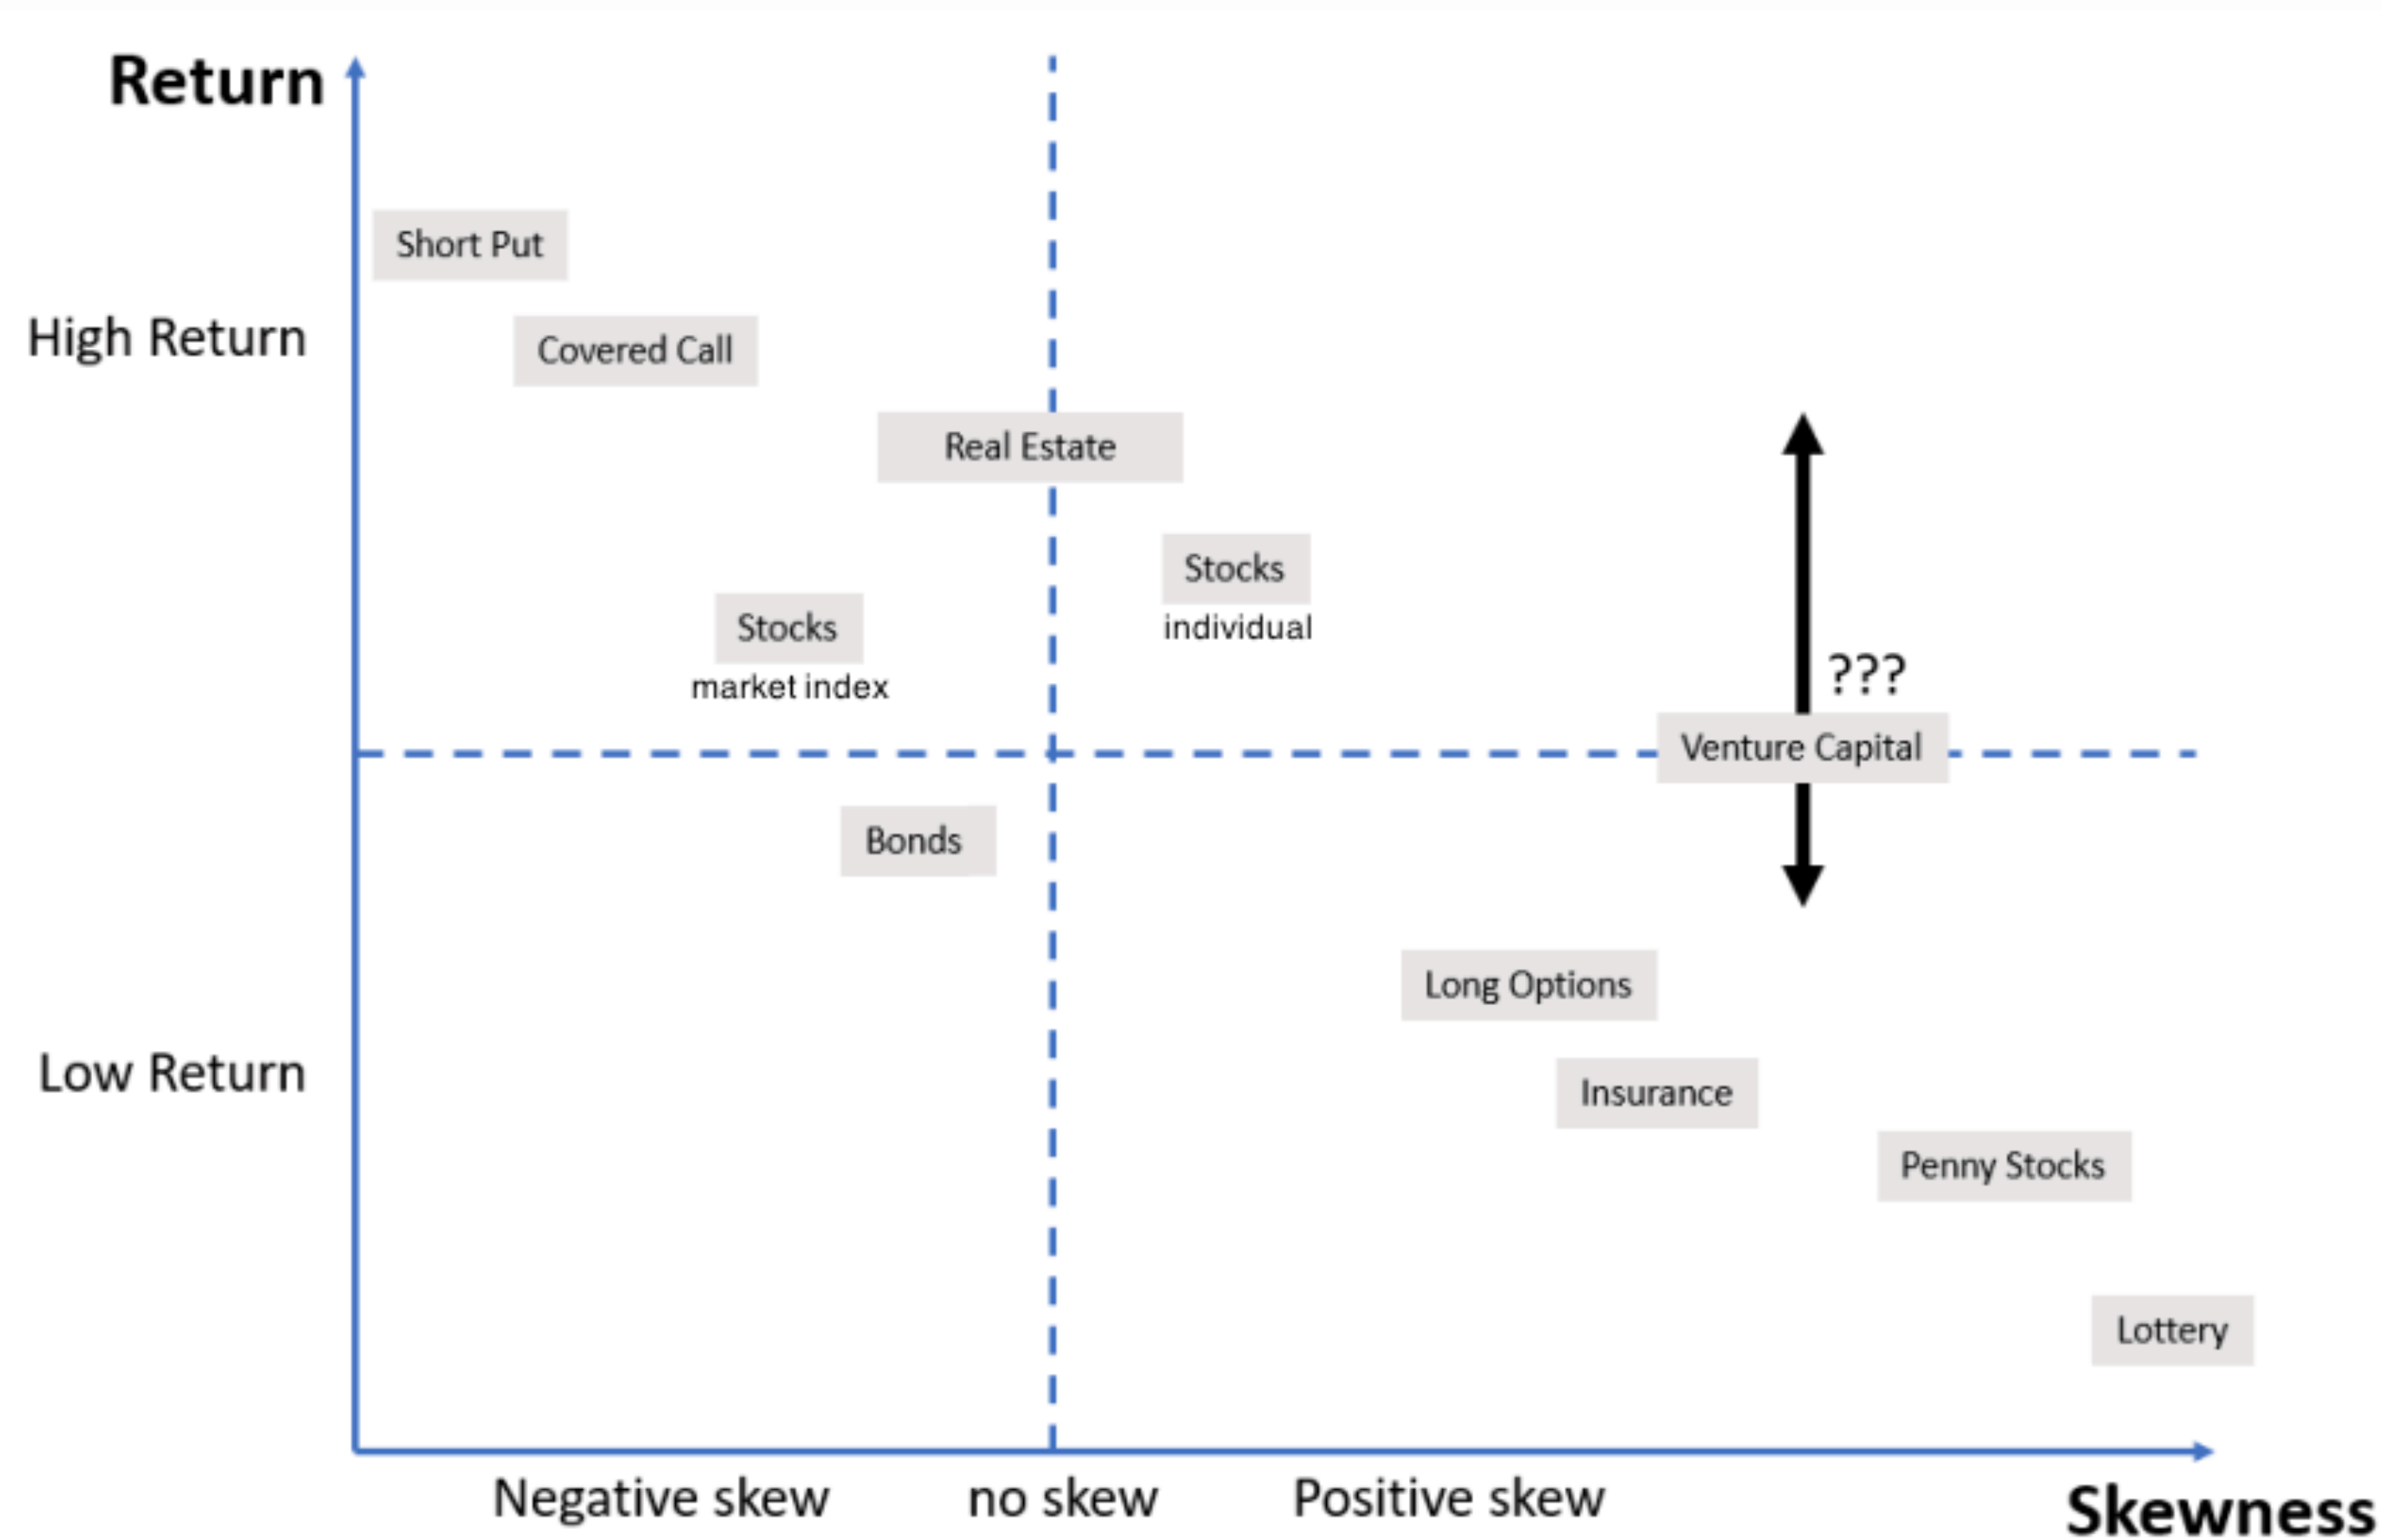 Return
Short Put
High Return
Covered Call
Real Estate
Stocks
individual
Stocks
market index
???
Venture Capital
Bonds
Long Options
Low Return
Insurance
Penny Stocks
Lottery
Negative skew
no skew
Positive skew
Skewness